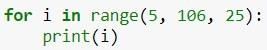 for i in range(5, 106, 25):
    print(i)